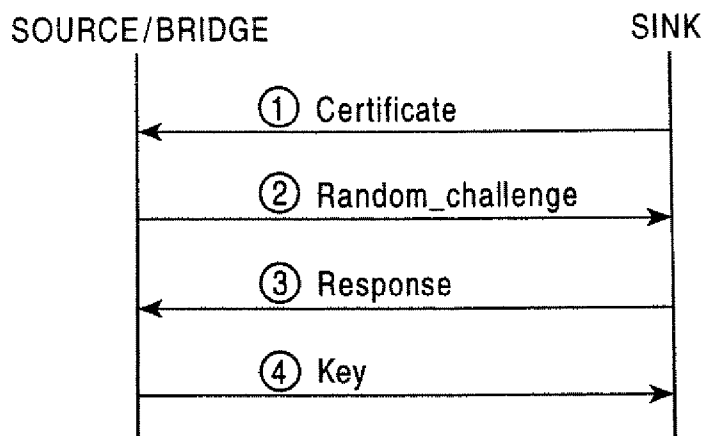 SOURCE/BRIDGE SINK
① Certificate
② Random_challenge
③ Response
④ Key